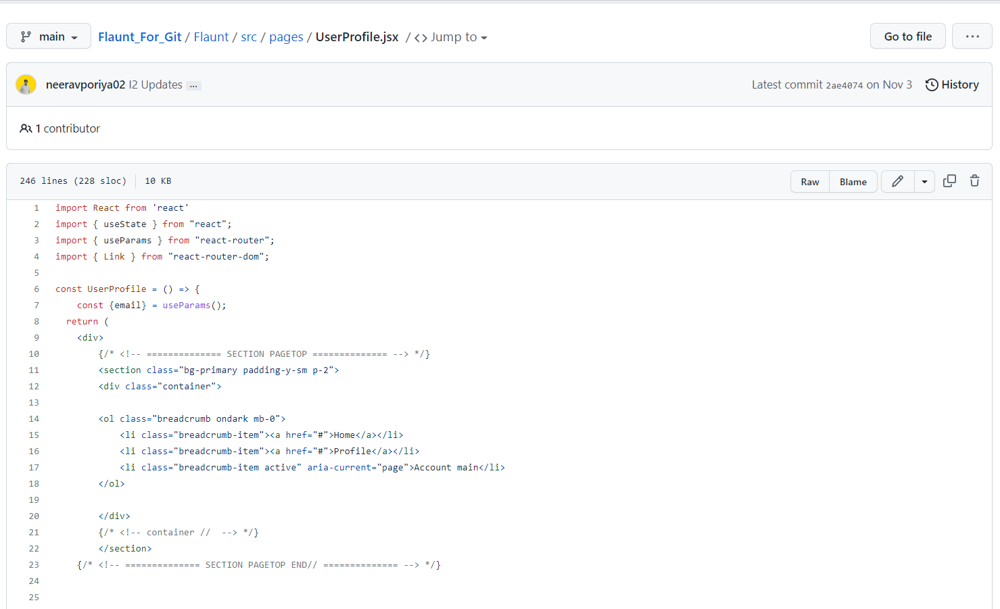 main Flaunt_For_Git / Flaunt / src / pages / UserProfile.jsx / <> Jump to Go to file ...
neeravporiya02 I2 Updates ... Latest commit 2ae4074 on Nov 3 History
1 contributor
246 lines (228 sloc) 10 KB Raw Blame
1 import React from 'react'
2 import { useState } from "react";
3 import { useParams } from "react-router";
4 import { Link } from "react-router-dom";
5
6 const UserProfile = () => {
7 const {email} = useParams();
8 return (
9 <div>
10 {/* <!-- ============== SECTION PAGETOP ============== --> */}
11 <section class="bg-primary padding-y-sm p-2">
12 <div class="container">
13
14 <ol class="breadcrumb ondark mb-0">
15 <li class="breadcrumb-item"><a href="#">Home</a></li>
16 <li class="breadcrumb-item"><a href="#">Profile</a></li>
17 <li class="breadcrumb-item active" aria-current="page">Account main</li>
18 </ol>
19
20 </div>
21 {/* <!-- container //  --> */}
22 </section>
23 {/* <!-- ============== SECTION PAGETOP END// ============== --> */}
24
25